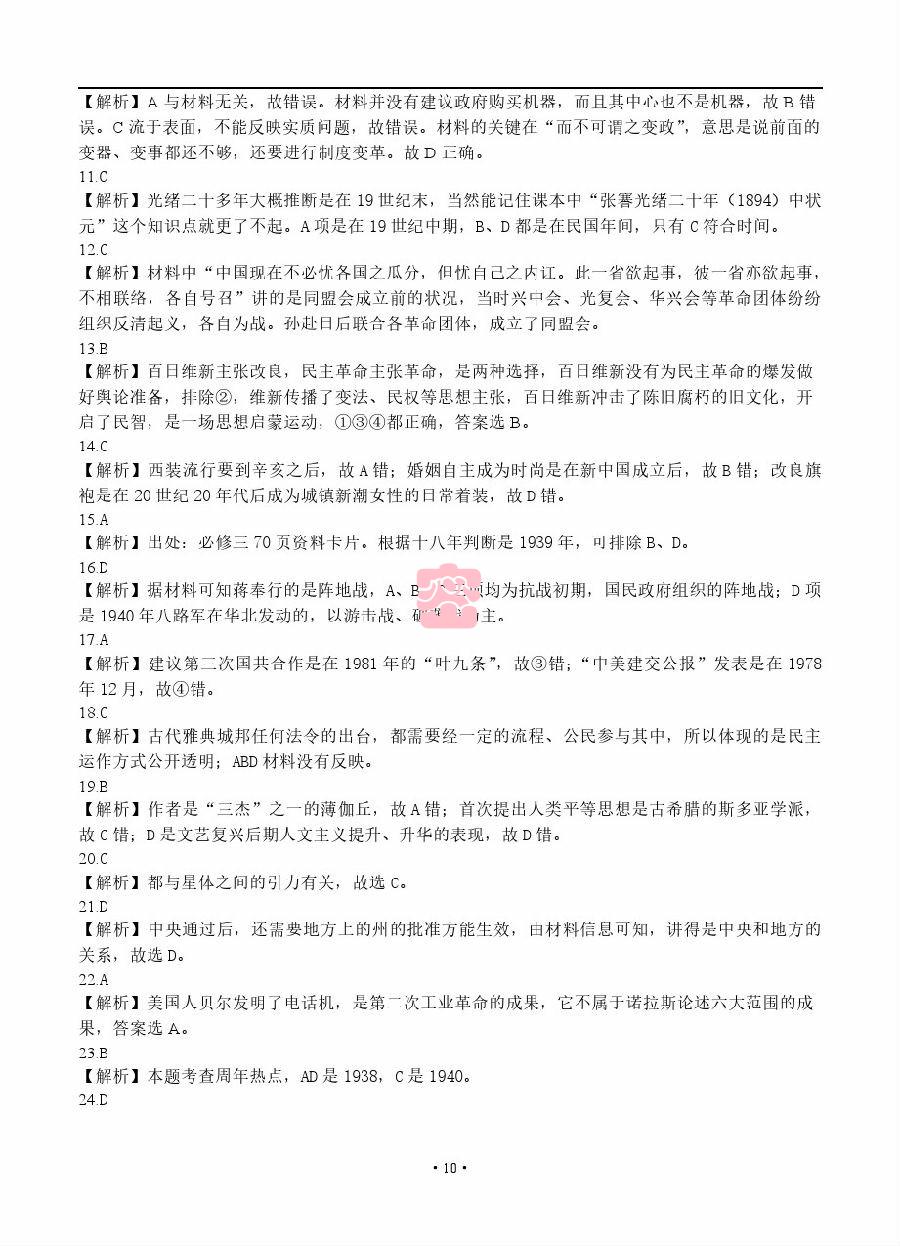 【解析】A 与材料无关，故错误。材料并没有建议政府购买机器，而且其中心也不是机器，故 B 错
误。C 流于表面，不能反映实质问题，故错误。材料的关键在“而不可谓之变政”，意思是说前面的
变器、变事都还不够，还要进行制度变革。故 D 正确。
11.C
【解析】光绪二十多年大概推断是在 19 世纪末，当然能记住课本中“张謇光绪二十年（1894）中状
元”这个知识点就更了不起。A 项是在 19 世纪中期，B、D 都是在民国年间，只有 C 符合时间。
12.C
【解析】材料中“中国现在不必忧各国之瓜分，但忧自己之内讧。此一省欲起事，彼一省亦欲起事，
不相联络，各自号召”讲的是同盟会成立前的状况，当时兴中会、光复会、华兴会等革命团体纷纷
组织反清起义，各自为战。孙赴日后联合各革命团体，成立了同盟会。
13.B
【解析】百日维新主张改良，民主革命主张革命，是两种选择，百日维新没有为民主革命的爆发做
好舆论准备，排除②，维新传播了变法、民权等思想主张，百日维新冲击了陈旧腐朽的旧文化，开
启了民智，是一场思想启蒙运动，①③④都正确，答案选 B。
14.C
【解析】西装流行要到辛亥之后，故 A 错；婚姻自主成为时尚是在新中国成立后，故 B 错；改良旗
袍是在 20 世纪 20 年代后成为城镇新潮女性的日常着装，故 D 错。
15.A
【解析】出处：必修三 70 页资料卡片。根据十八年判断是 1939 年，可排除 B、D。
16.D
【解析】据材料可知蒋奉行的是阵地战，A、B 项均为抗战初期，国民政府组织的阵地战；D 项
是 1940 年八路军在华北发动的，以游击战、主。
17.A
【解析】建议第二次国共合作是在 1981 年的“叶九条”，故③错；“中美建交公报”发表是在 1978
年 12 月，故④错。
18.C
【解析】古代雅典城邦任何法令的出台，都需要经一定的流程、公民参与其中，所以体现的是民主
运作方式公开透明；ABD 材料没有反映。
19.B
【解析】作者是“三杰”之一的薄伽丘，故 A 错；首次提出人类平等思想是古希腊的斯多亚学派，
故 C 错；D 是文艺复兴后期人文主义提升、升华的表现，故 D 错。
20.C
【解析】都与星体之间的引力有关，故选 C。
21.D
【解析】中央通过后，还需要地方上的州的批准方能生效，由材料信息可知，讲得是中央和地方的
关系，故选 D。
22.A
【解析】美国人贝尔发明了电话机，是第二次工业革命的成果，它不属于诺拉斯论述六大范围的成
果，答案选 A。
23.B
【解析】本题考查周年热点，AD 是 1938，C 是 1940。
24.D
·10·